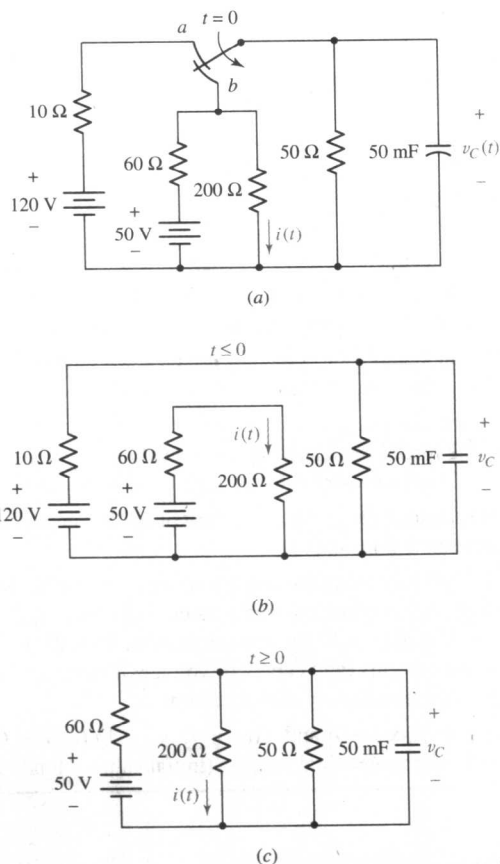 t = 0
a
b
10 Ω
60 Ω
200 Ω
50 Ω
50 mF
+
v_C(t)
−
+
120 V
−
+
50 V
−
i(t)
(a)
t ≤ 0
10 Ω
60 Ω
i(t)
200 Ω
50 Ω
50 mF
+
v_C
−
+
120 V
−
+
50 V
−
(b)
t ≥ 0
60 Ω
200 Ω
50 Ω
50 mF
+
v_C
−
+
50 V
−
i(t)
(c)